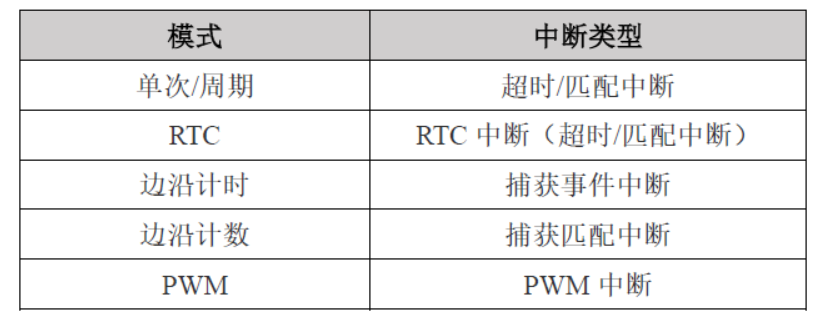 模式 中断类型
单次/周期 超时/匹配中断
RTC RTC 中断（超时/匹配中断）
边沿计时 捕获事件中断
边沿计数 捕获匹配中断
PWM PWM 中断